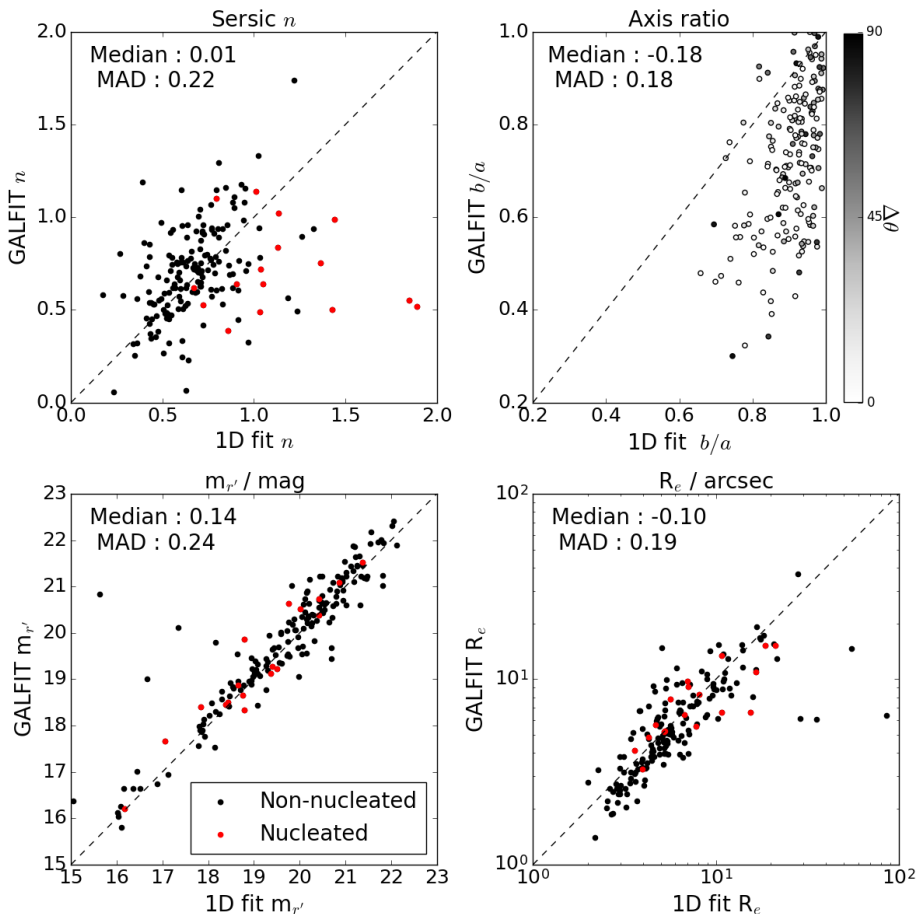 Sersic n
Median : 0.01
MAD : 0.22
GALFIT n
2.0
1.5
1.0
0.5
0.0
0.0 0.5 1.0 1.5 2.0
1D fit n
Axis ratio
Median : -0.18
MAD : 0.18
GALFIT b/a
1.0
0.8
0.6
0.4
0.2
0.2 0.4 0.6 0.8 1.0
1D fit b/a
90
45
0
Δθ
m_r′ / mag
Median : 0.14
MAD : 0.24
GALFIT m_r′
23
22
21
20
19
18
17
16
15
15 16 17 18 19 20 21 22 23
1D fit m_r′
Non-nucleated
Nucleated
R_e / arcsec
Median : -0.10
MAD : 0.19
GALFIT R_e
10²
10¹
10⁰
10⁰ 10¹ 10²
1D fit R_e